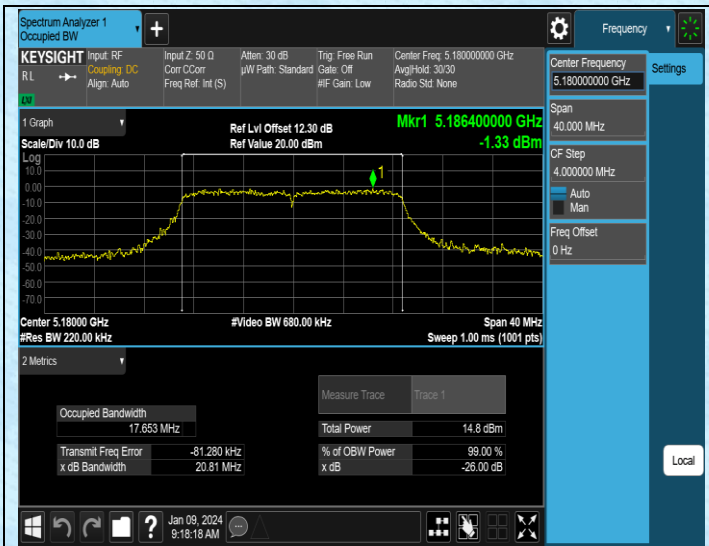 Spectrum Analyzer 1
Occupied BW
+
Frequency
KEYSIGHT
RL
LXI
Input: RF
Coupling: DC
Align: Auto
Input Z: 50 Ω
Corr CCorr
Freq Ref: Int (S)
Atten: 30 dB
µW Path: Standard
Trig: Free Run
Gate: Off
#IF Gain: Low
Center Freq: 5.180000000 GHz
Avg|Hold: 30/30
Radio Std: None
Center Frequency
5.180000000 GHz
Settings
Span
40.000 MHz
CF Step
4.000000 MHz
Auto
Man
Freq Offset
0 Hz
Local
1 Graph
Scale/Div 10.0 dB
Ref Lvl Offset 12.30 dB
Ref Value 20.00 dBm
Mkr1 5.186400000 GHz
-1.33 dBm
Log
10.0
0.00
-10.0
-20.0
-30.0
-40.0
-50.0
-60.0
-70.0
1
Center 5.18000 GHz
#Res BW 220.00 kHz
#Video BW 680.00 kHz
Span 40 MHz
Sweep 1.00 ms (1001 pts)
2 Metrics
Measure Trace
Trace 1
Occupied Bandwidth
17.653 MHz
Total Power
14.8 dBm
Transmit Freq Error
-81.280 kHz
% of OBW Power
99.00 %
x dB Bandwidth
20.81 MHz
x dB
-26.00 dB
?
Jan 09, 2024
9:18:18 AM